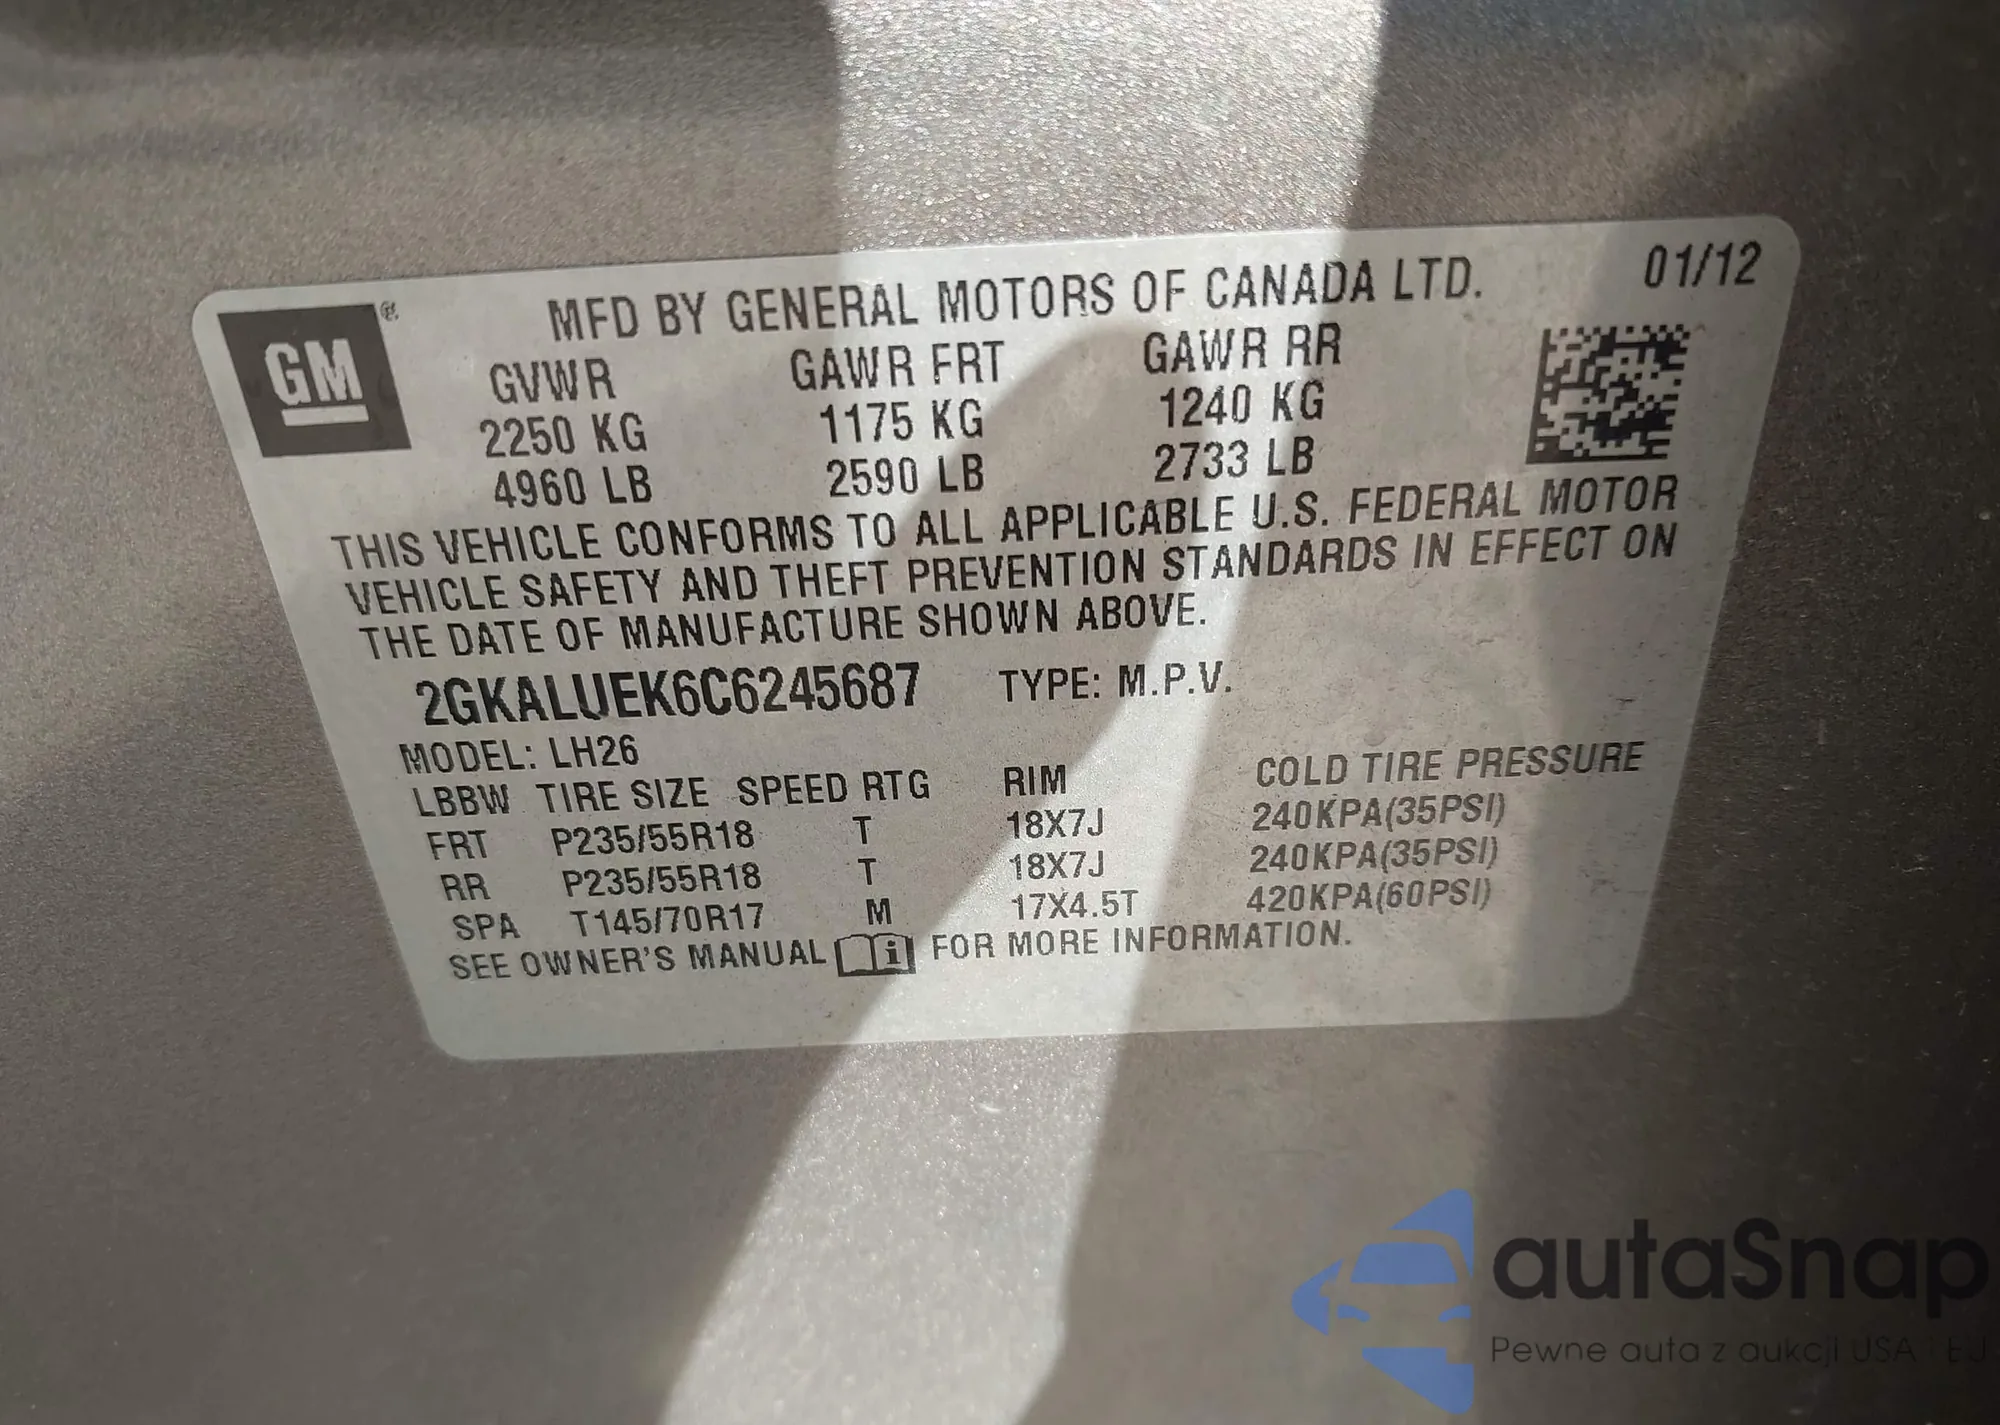 GM®
MFD BY GENERAL MOTORS OF CANADA LTD. 01/12
GVWR GAWR FRT GAWR RR
2250 KG 1175 KG 1240 KG
4960 LB 2590 LB 2733 LB
THIS VEHICLE CONFORMS TO ALL APPLICABLE U.S. FEDERAL MOTOR
VEHICLE SAFETY AND THEFT PREVENTION STANDARDS IN EFFECT ON
THE DATE OF MANUFACTURE SHOWN ABOVE.
2GKALUEK6C6245687 TYPE: M.P.V.
MODEL: LH26
LBBW TIRE SIZE SPEED RTG RIM COLD TIRE PRESSURE
FRT P235/55R18 T 18X7J 240KPA(35PSI)
RR P235/55R18 T 18X7J 240KPA(35PSI)
SPA T145/70R17 M 17X4.5T 420KPA(60PSI)
SEE OWNER'S MANUAL i FOR MORE INFORMATION.
autaSnap
Pewne auta z aukcji USA i EU